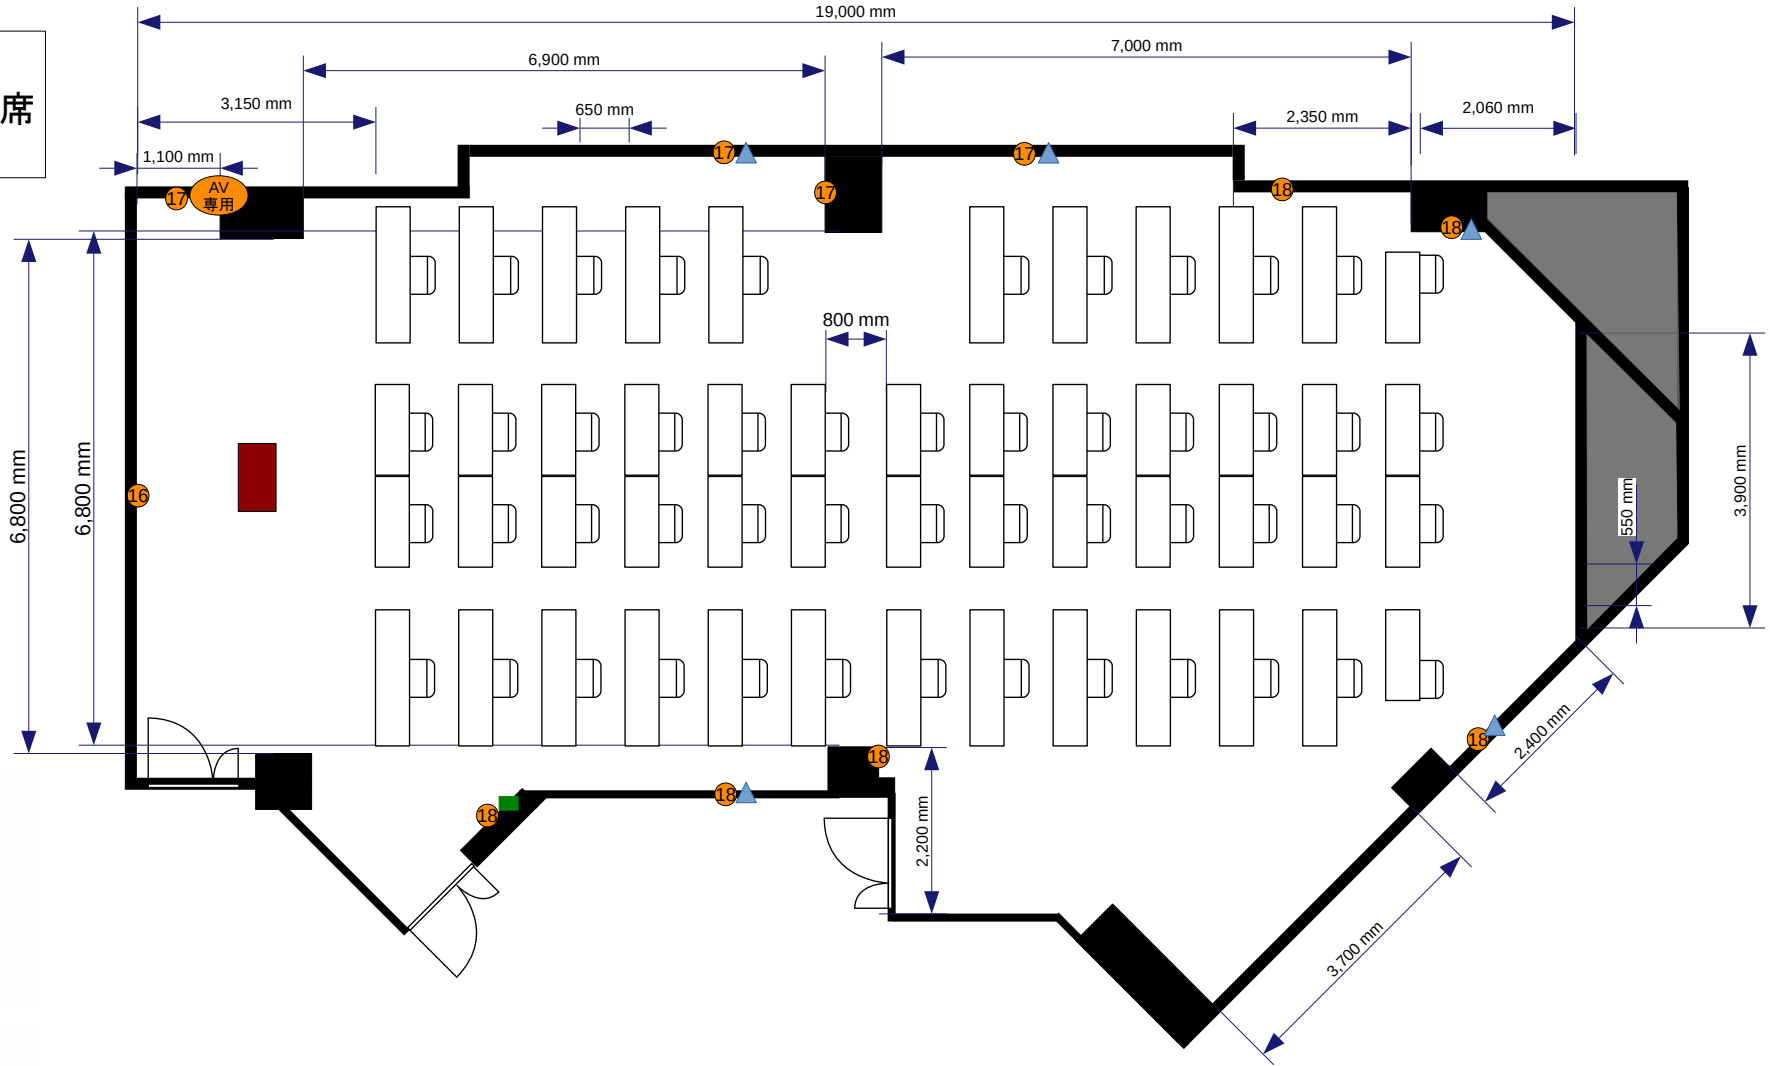 19,000 mm
7,000 mm
6,900 mm
3,150 mm
650 mm
2,350 mm
2,060 mm
席
1,100 mm
17
17
17
AV
専用
17
18
18
800 mm
6,800 mm
6,800 mm
16
3,900 mm
550 mm
18
2,400 mm
18
18
18
2,200 mm
3,700 mm